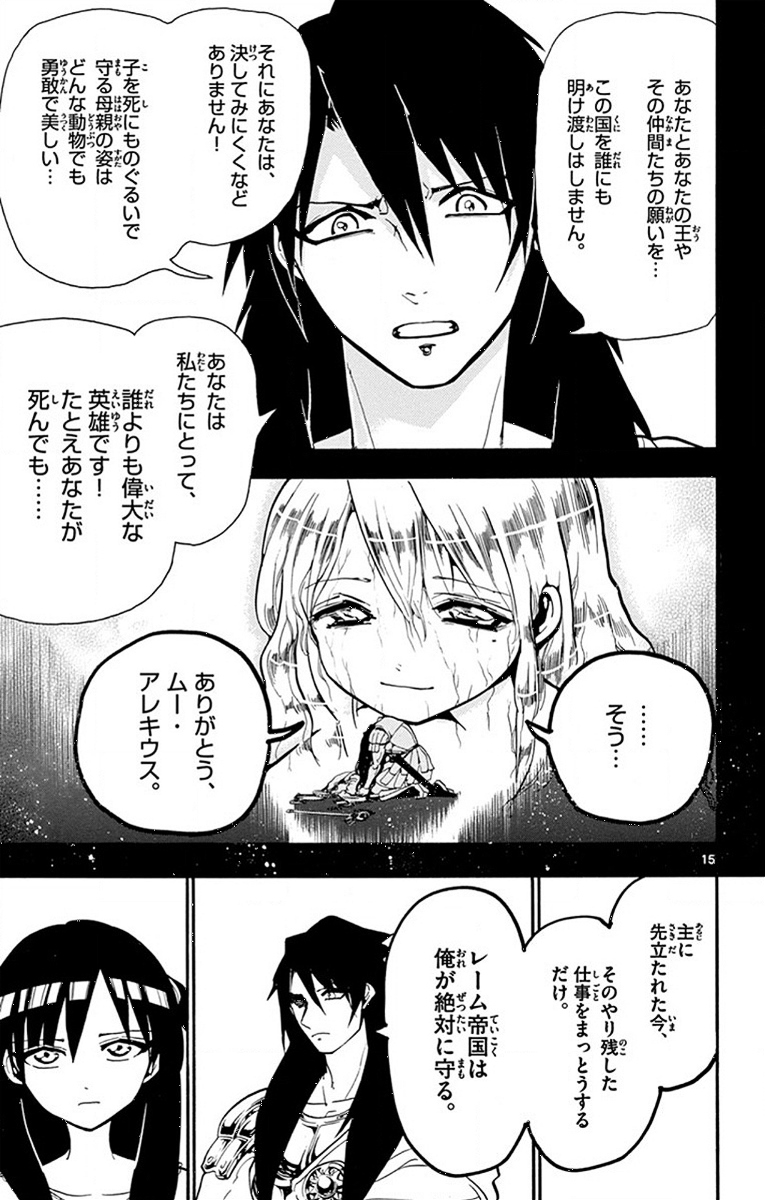 あなたとあなたの王や
その仲間たちの願いを…
この国を誰にも
明け渡しはしません。
それにあなたは、
決してみにくくなど
ありません！
子を死にものぐるいで
守る母親の姿は
どんな動物でも
勇敢で美しい…
あなたは
私たちにとって、
誰よりも偉大な
英雄です！
たとえあなたが
死んでも……
……
そう…
ありがとう、
ムー・
アレキウス。
15
主に
先立たれた今、
そのやり残した
仕事をまっとうする
だけ。
レーム帝国は
俺が絶対に守る。